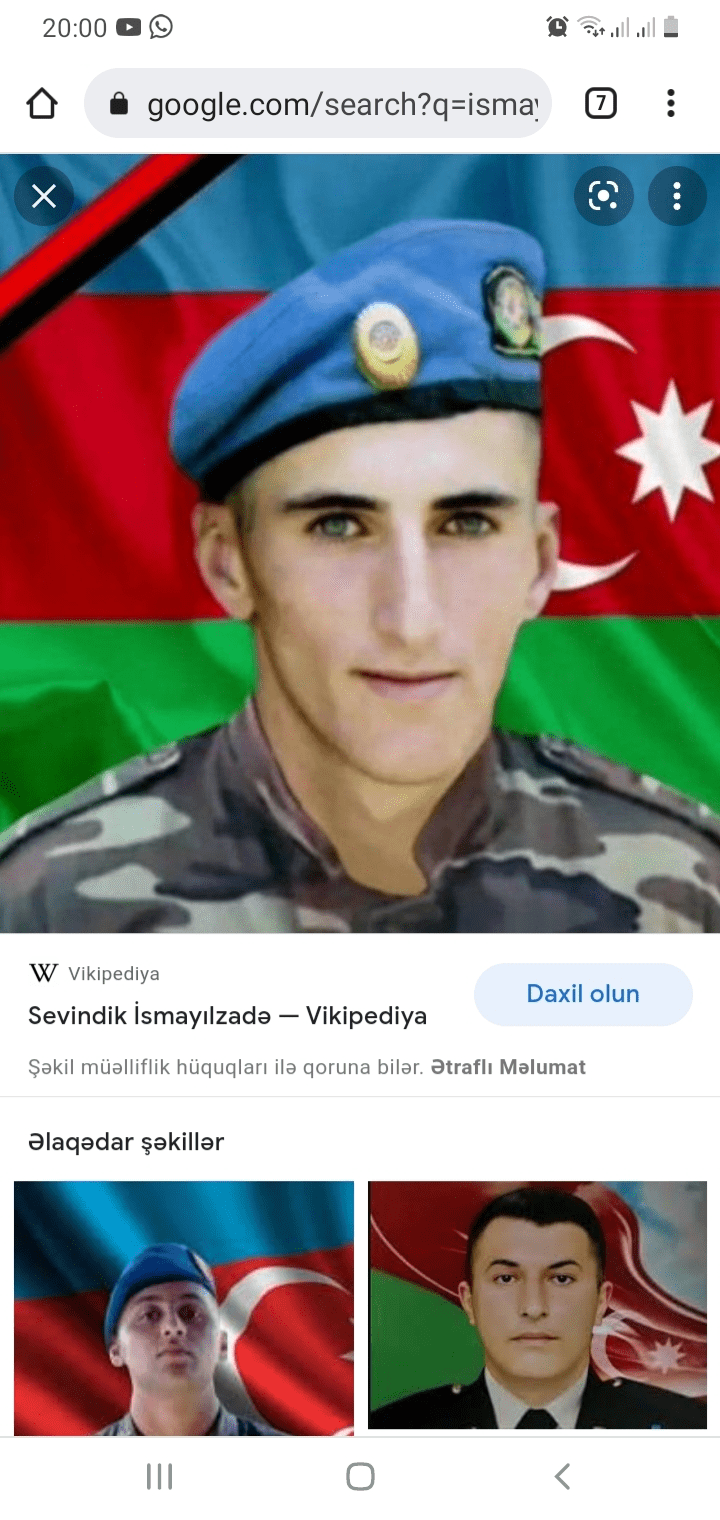 20:00
google.com/search?q=ismay
7
W Vikipediya
Sevindik İsmayılzadə — Vikipediya
Daxil olun
Şəkil müəlliflik hüquqları ilə qoruna bilər. Ətraflı Məlumat
Əlaqədar şəkillər